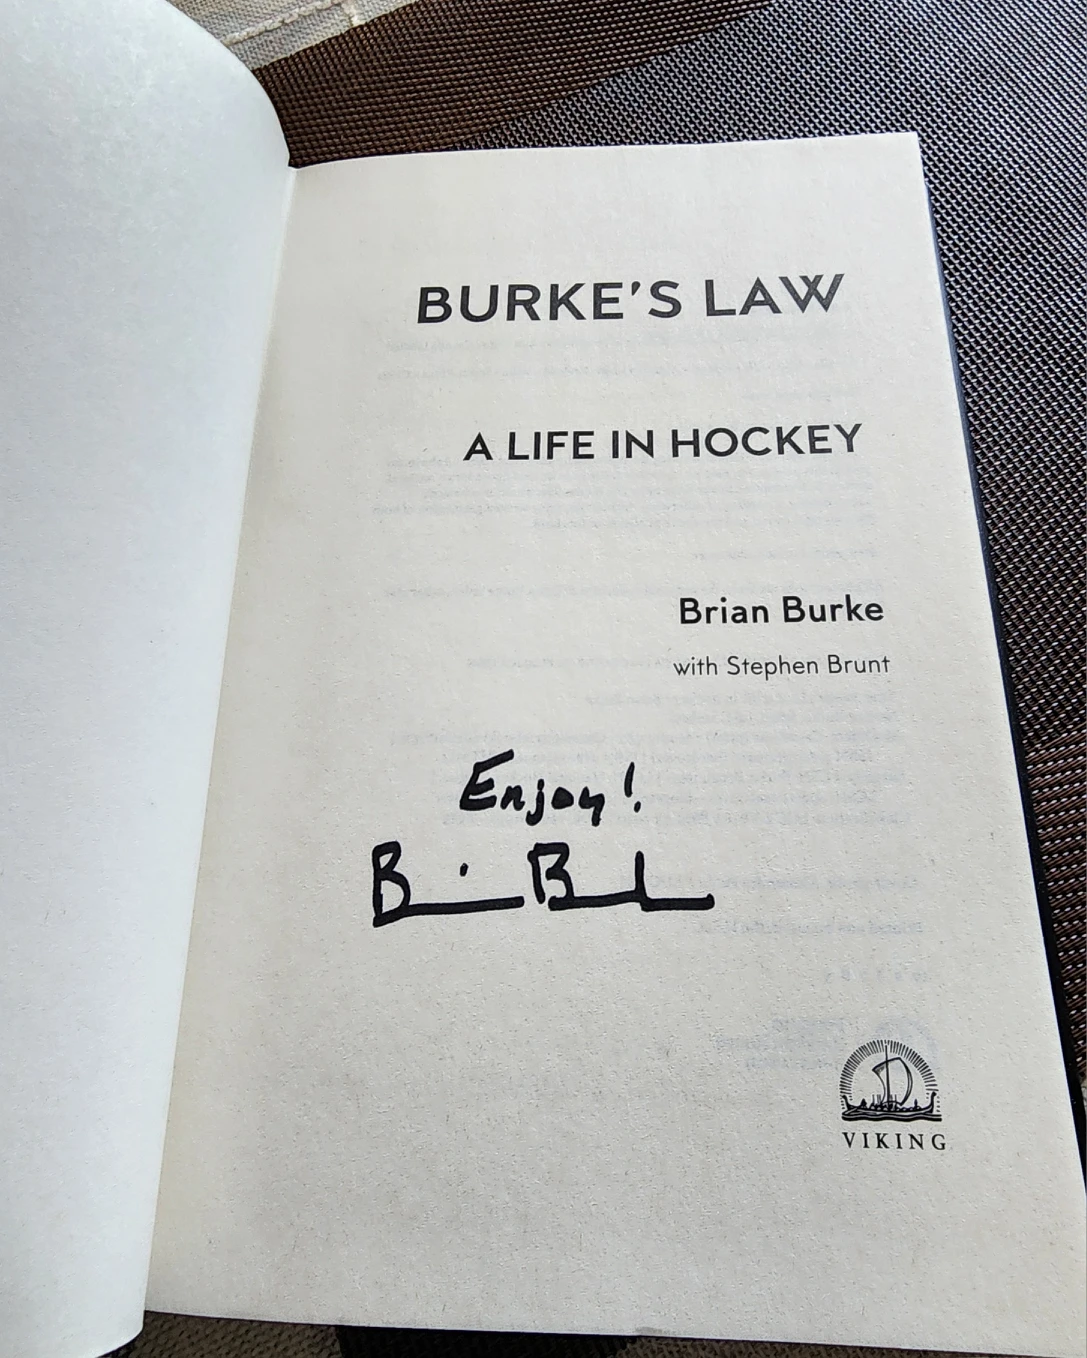 BURKE'S LAW
A LIFE IN HOCKEY
Brian Burke
with Stephen Brunt
Enjoy!
VIKING